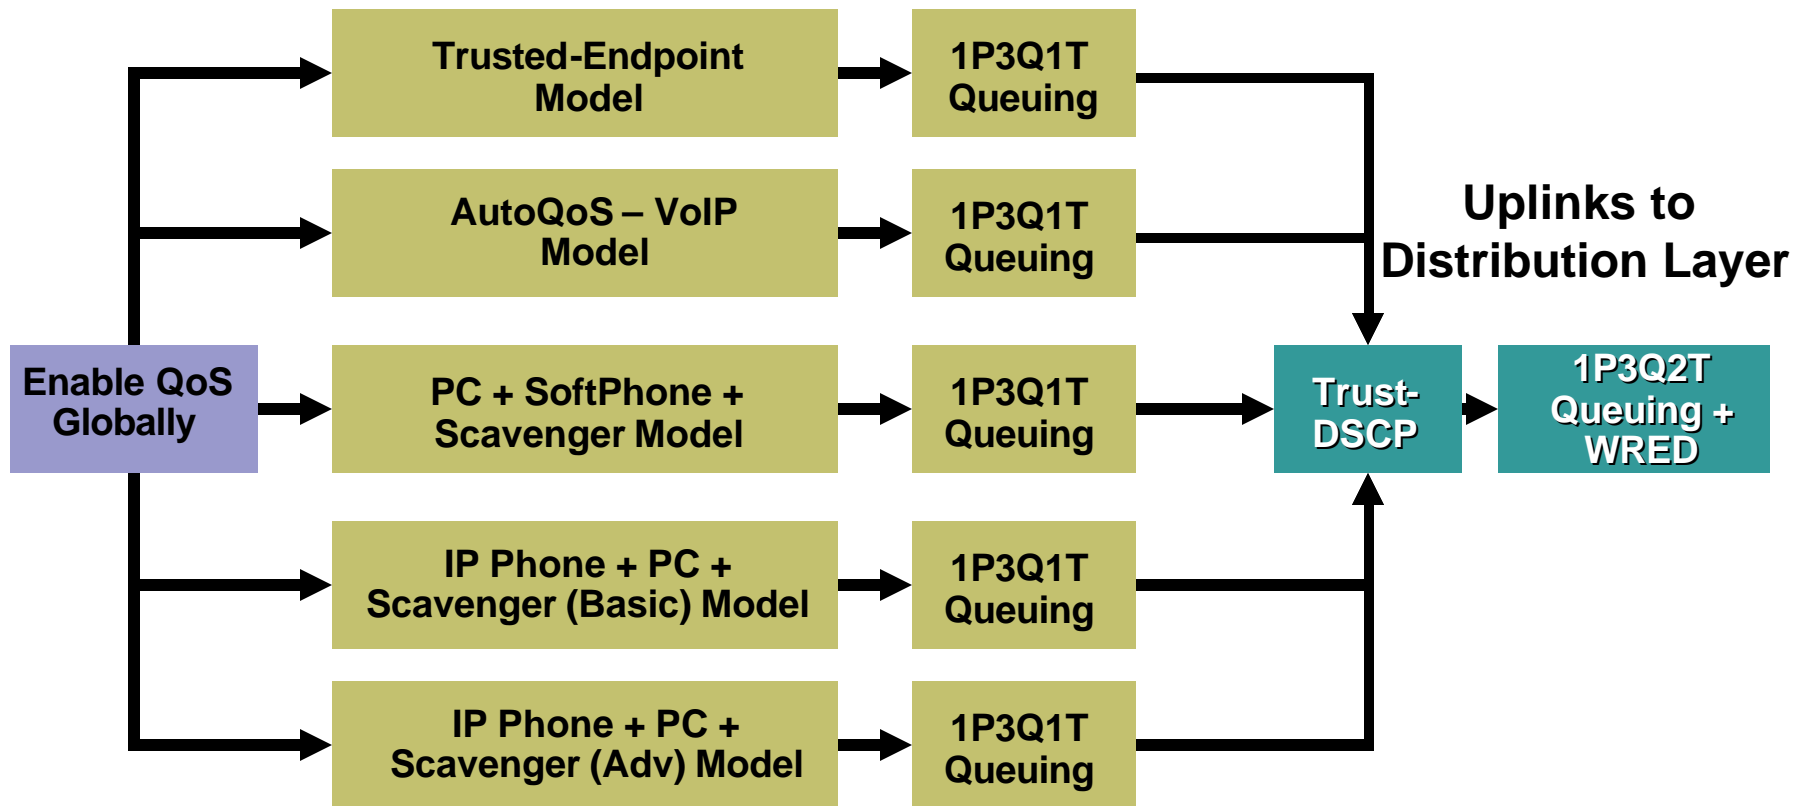 Trusted-Endpoint
Model
1P3Q1T
Queuing
AutoQoS – VoIP
Model
1P3Q1T
Queuing
Uplinks to
Distribution Layer
Enable QoS
Globally
PC + SoftPhone +
Scavenger Model
1P3Q1T
Queuing
Trust-
DSCP
1P3Q2T
Queuing +
WRED
IP Phone + PC +
Scavenger (Basic) Model
1P3Q1T
Queuing
IP Phone + PC +
Scavenger (Adv) Model
1P3Q1T
Queuing